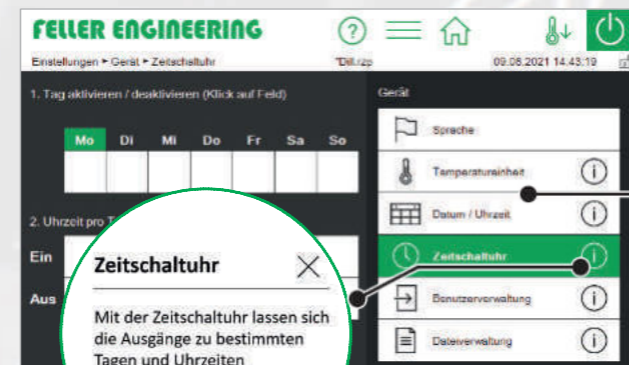 FELLER ENGINEERING
Einstellungen ► Gerät ► Zeitschaltuhr
*Dill.rzp
09.08.2021 14:43:19
1. Tag aktivieren / deaktivieren (Klick auf Feld)
Mo Di Mi Do Fr Sa So
2. Uhrzeit pro
Ein
Aus
Zeitschaltuhr
Mit der Zeitschaltuhr lassen sich
die Ausgänge zu bestimmten
Tagen und Uhrzeiten
Gerät
Sprache
Temperatureinheit
Datum / Uhrzeit
Zeitschaltuhr
Benutzerverwaltung
Dateiverwaltung